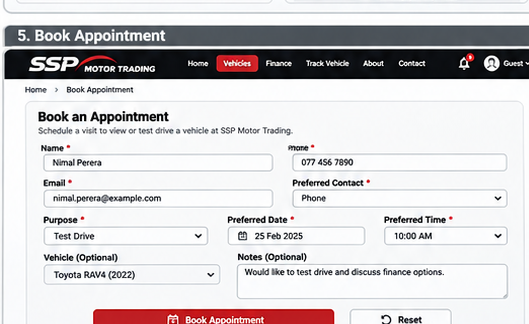 5. Book Appointment
SSP MOTOR TRADING
Home Vehicles Finance Track Vehicle About Contact Guest
Home > Book Appointment
Book an Appointment
Schedule a visit to view or test drive a vehicle at SSP Motor Trading.
Name * Phone *
Nimal Perera 077 456 7890
Email * Preferred Contact *
nimal.perera@example.com Phone
Purpose * Preferred Date * Preferred Time *
Test Drive 25 Feb 2025 10:00 AM
Vehicle (Optional) Notes (Optional)
Toyota RAV4 (2022) Would like to test drive and discuss finance options.
Book Appointment Reset